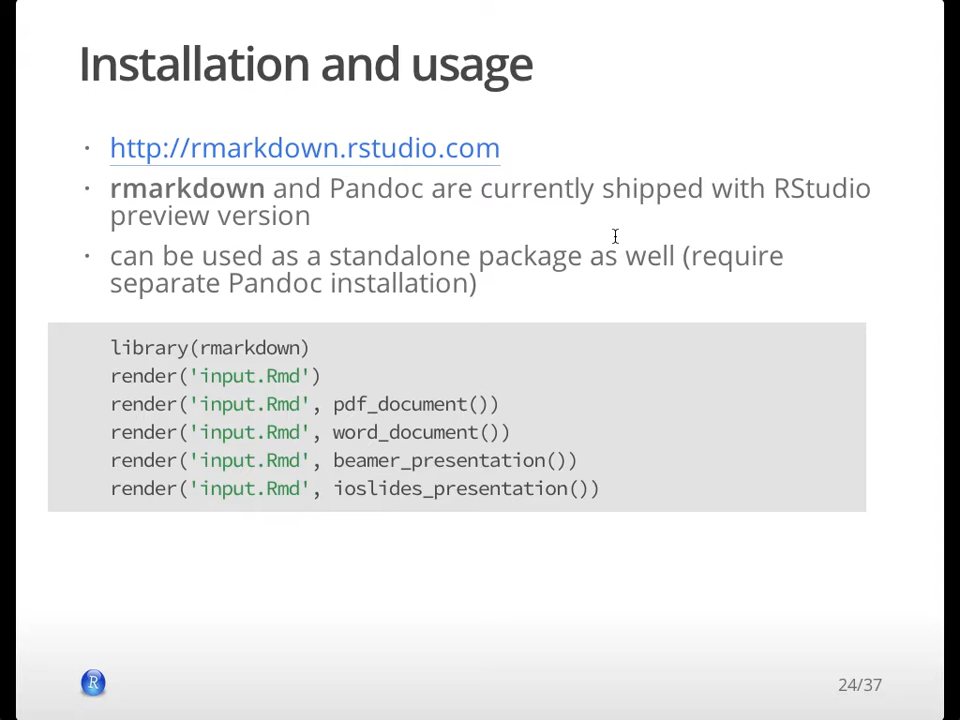 Installation and usage
· http://rmarkdown.rstudio.com
· rmarkdown and Pandoc are currently shipped with RStudio
preview version
· can be used as a standalone package as well (require
separate Pandoc installation)
library(rmarkdown)
render('input.Rmd')
render('input.Rmd', pdf_document())
render('input.Rmd', word_document())
render('input.Rmd', beamer_presentation())
render('input.Rmd', ioslides_presentation())
R
24/37